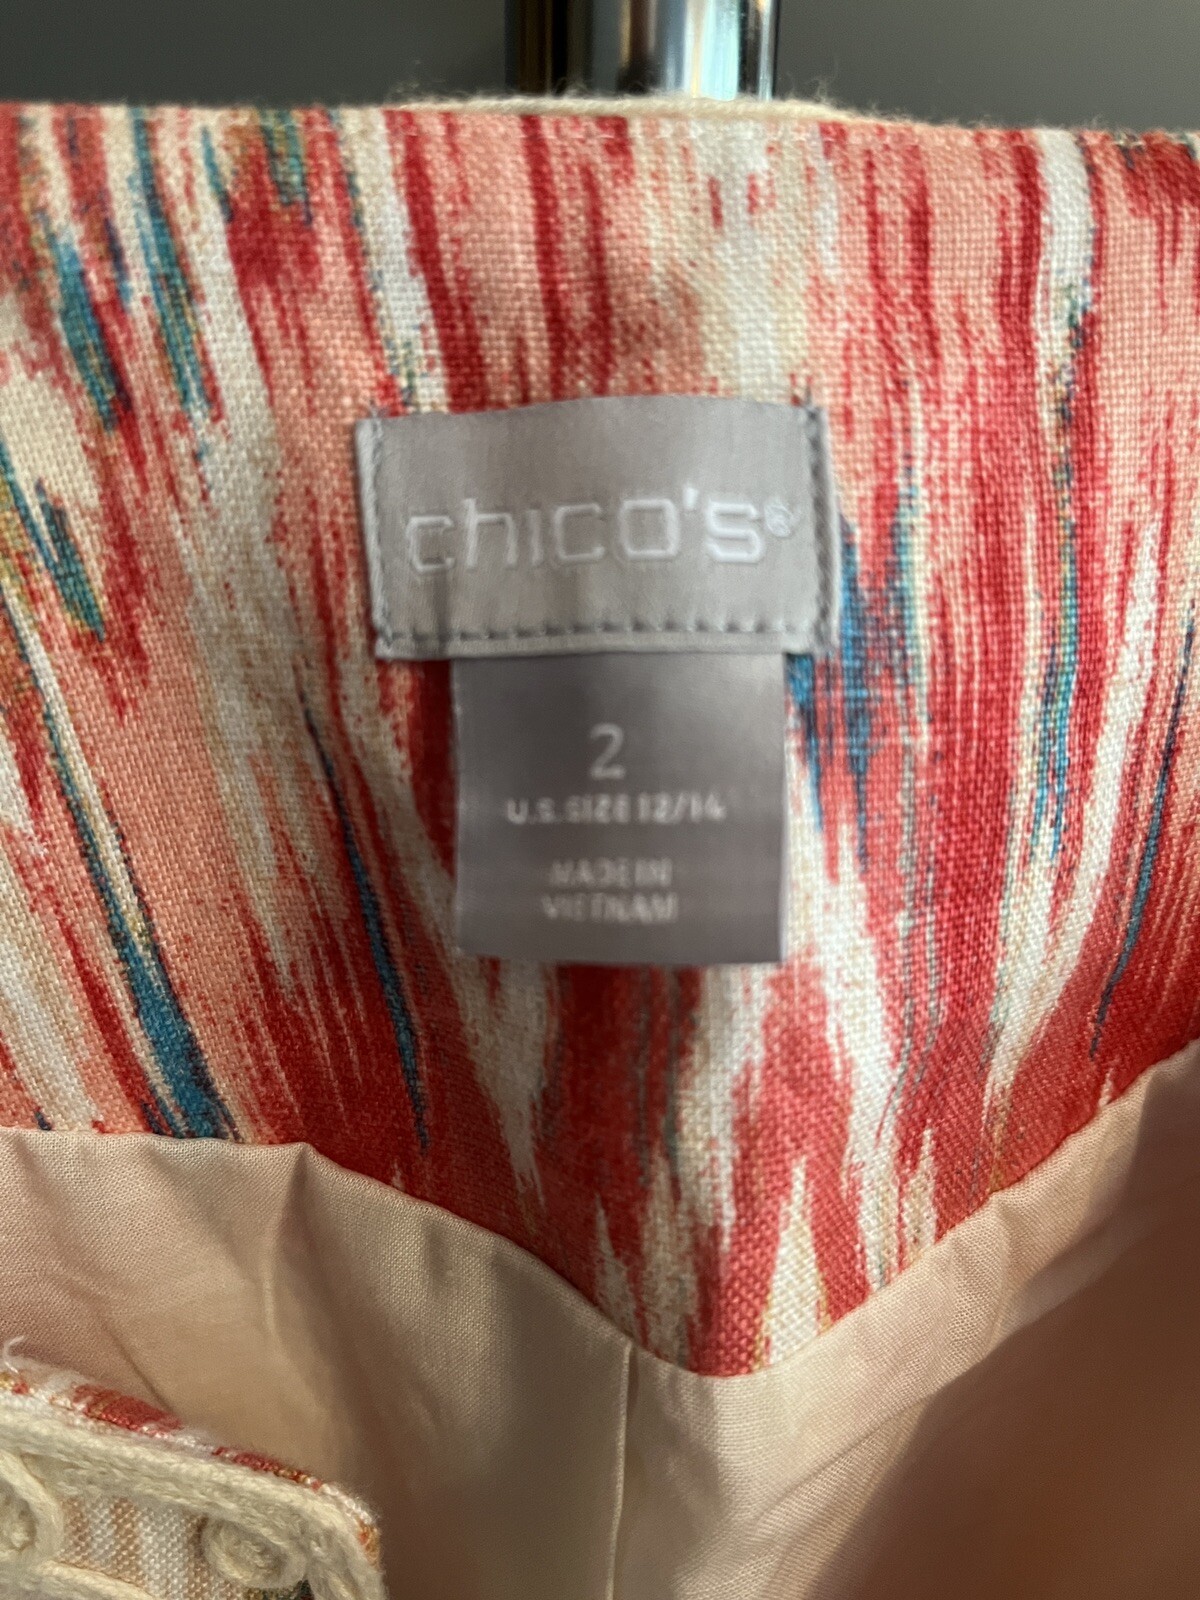 chico's®
2
U.S. SIZE 12/14
MADE IN
VIETNAM